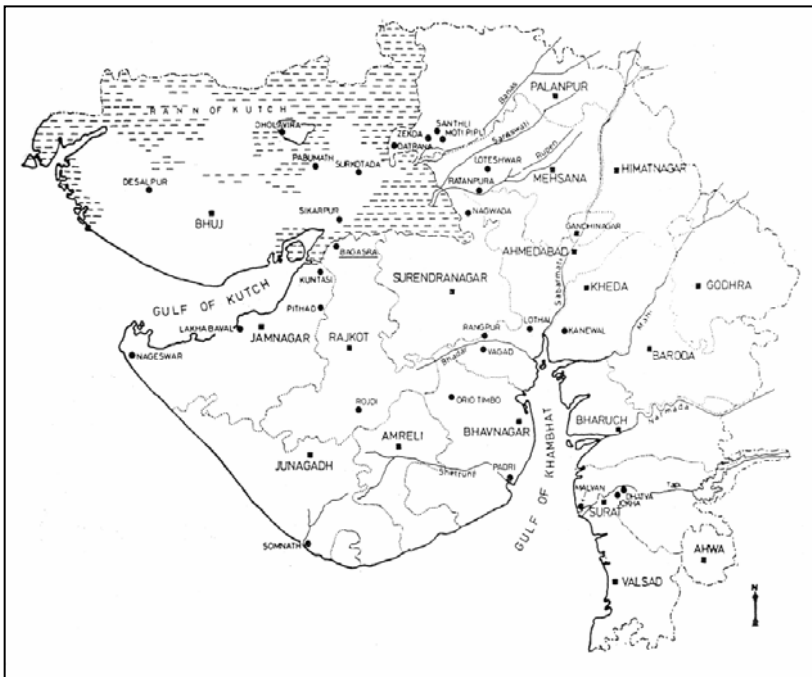 PALANPUR
Banas
SANTHLI
RANN OF KUTCH
DHOLAVIRA
ZEKDA
MOTI PIPLI
Saraswati
DATRANA
Rupen
PABUMATH
SURKOTADA
LOTESHWAR
MEHSANA
HIMATNAGAR
DESALPUR
RATANPURA
BHUJ
SIKARPUR
NAGWADA
GANDHINAGAR
BAGASRA
AHMEDABAD
KUNTASI
SURENDRANAGAR
Sabarmati
KHEDA
GODHRA
GULF OF KUTCH
PITHAD
Mahi
LAKHABAVAL
JAMNAGAR
RAJKOT
RANGPUR
LOTHAL
KANEWAL
NAGESWAR
Bhadar
VAGAD
BARODA
ROJDI
ORIO TIMBO
Narmada
AMRELI
BHAVNAGAR
BHARUCH
JUNAGADH
GULF OF KHAMBHAT
Shetrunji
PADRI
MALVAN
DHATVA
Tapi
JOKHA
SURAT
SOMNATH
AHWA
VALSAD
N